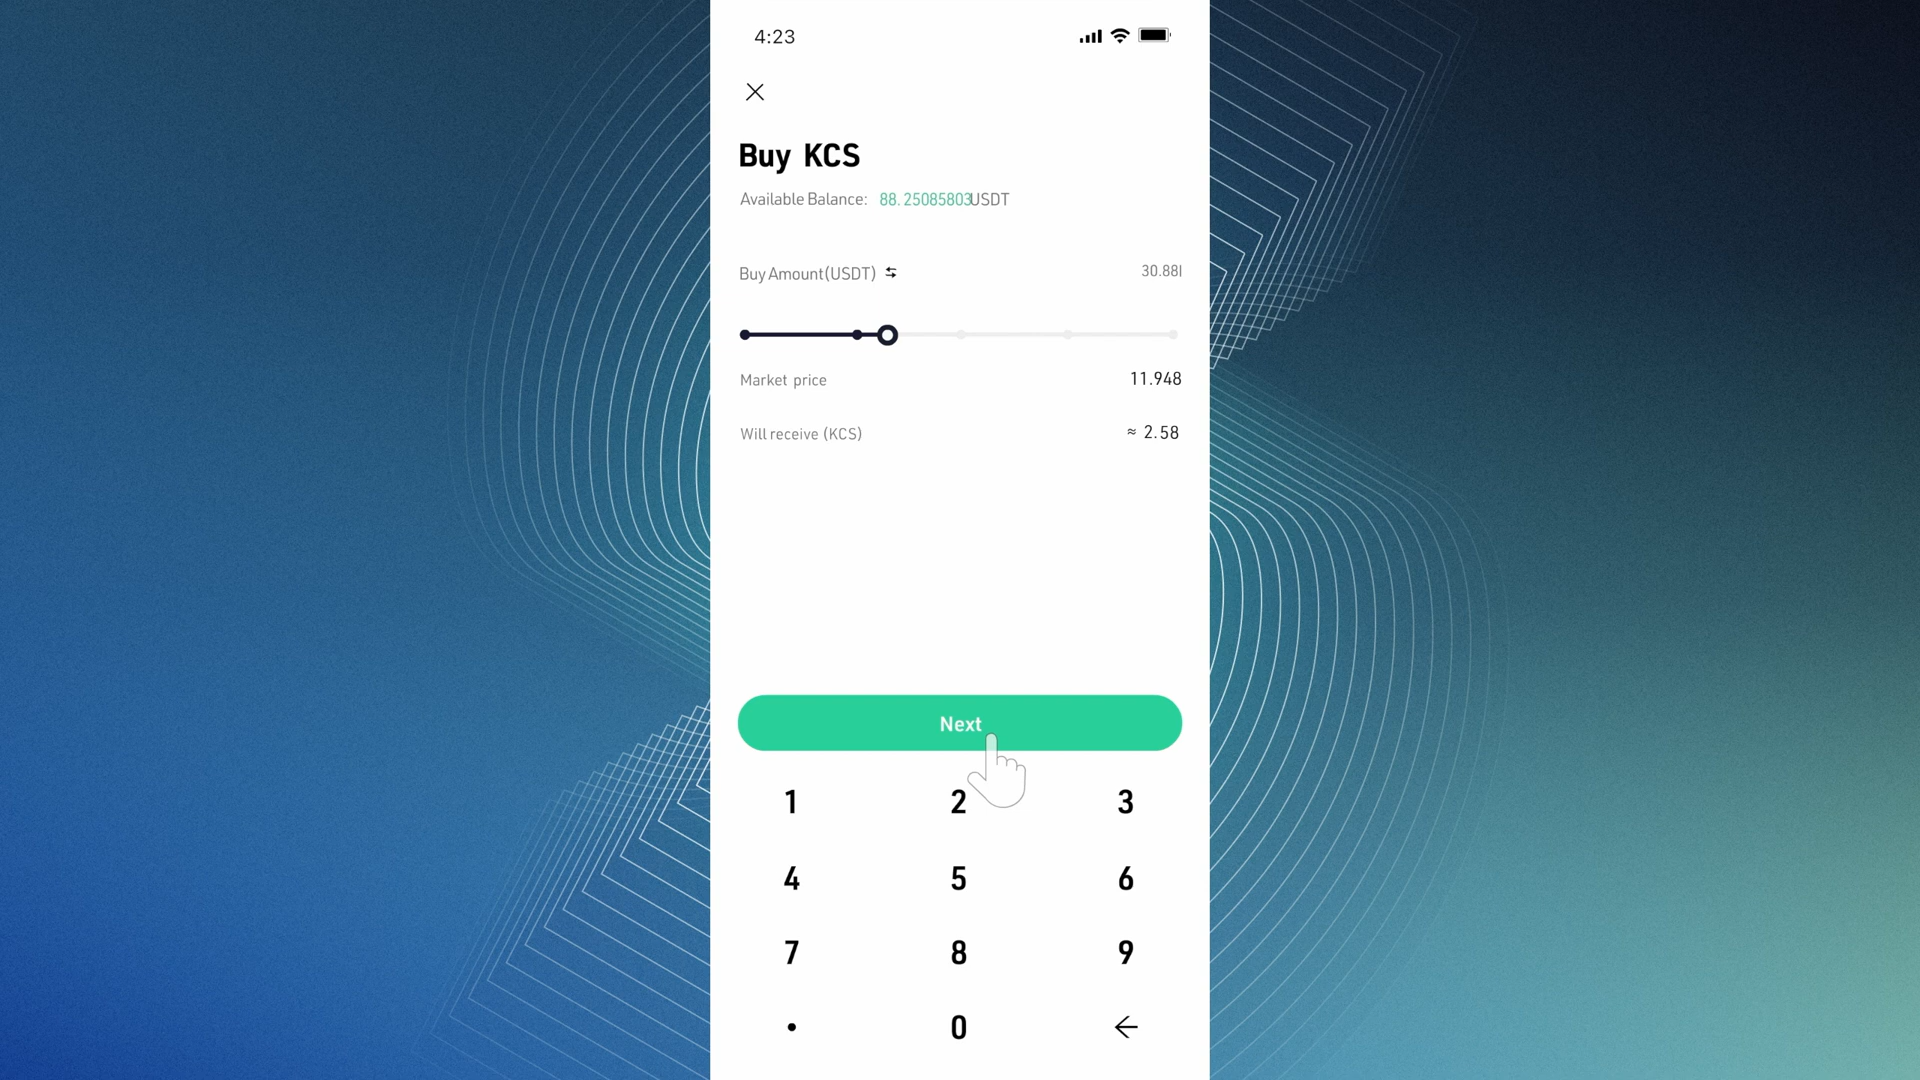 4:23
Buy KCS
Available Balance: 88.25085803USDT
Buy Amount(USDT) 30.88
Market price 11.948
Will receive (KCS) ≈ 2.58
Next
1 2 3
4 5 6
7 8 9
. 0